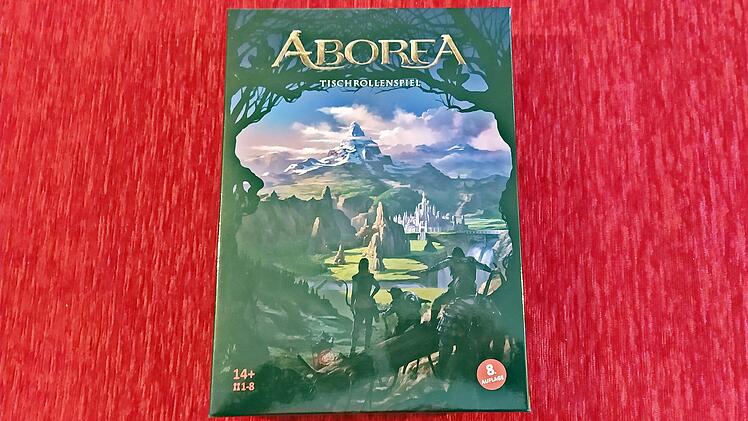 ABOREA
TISCHROLLENSPIEL
14+
1-8
8.
AUFLAGE